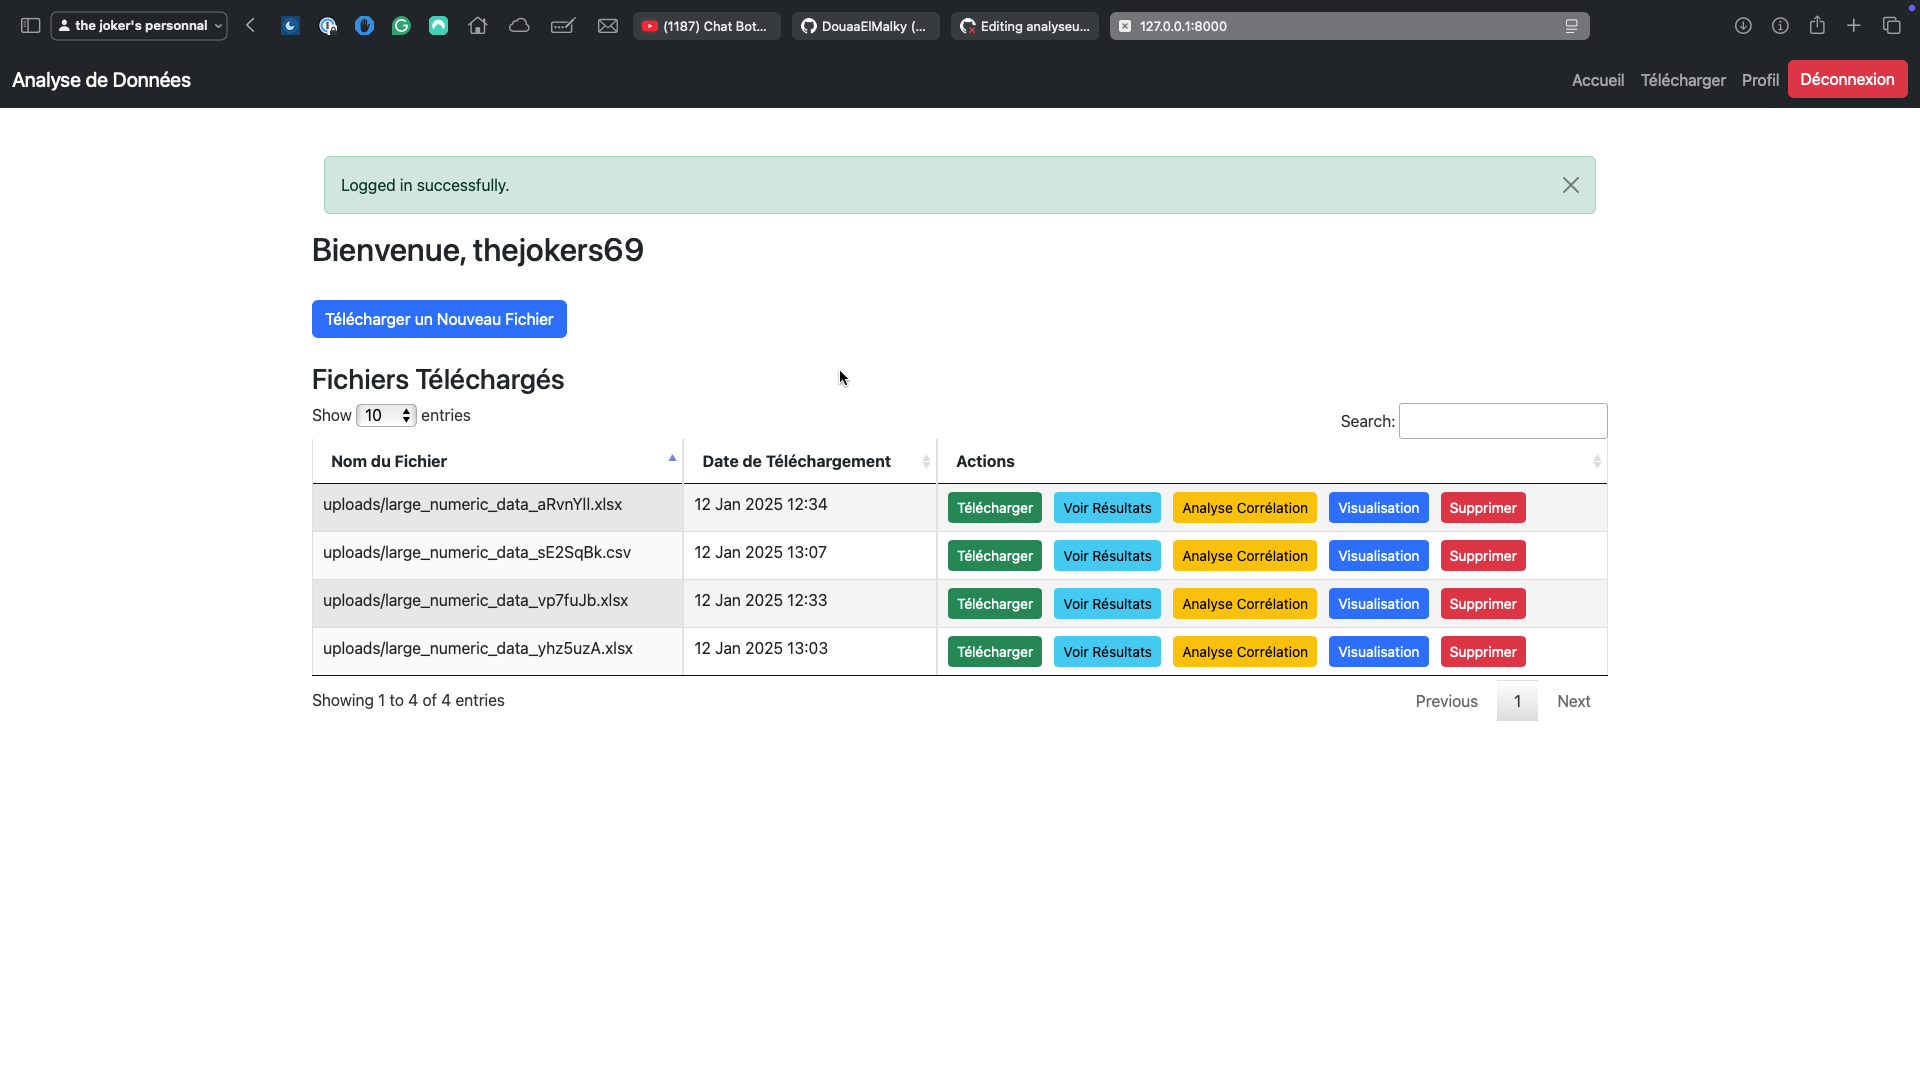 the joker's personnal
(1187) Chat Bot...
DouaaElMalky (...
Editing analyseu...
127.0.0.1:8000
Analyse de Données
Accueil
Télécharger
Profil
Déconnexion
Logged in successfully.
Bienvenue, thejokers69
Télécharger un Nouveau Fichier
Fichiers Téléchargés
Show 10 entries
Search:
Nom du Fichier Date de Téléchargement Actions
uploads/large_numeric_data_aRvnYIl.xlsx 12 Jan 2025 12:34 Télécharger Voir Résultats Analyse Corrélation Visualisation Supprimer
uploads/large_numeric_data_sE2SqBk.csv 12 Jan 2025 13:07 Télécharger Voir Résultats Analyse Corrélation Visualisation Supprimer
uploads/large_numeric_data_vp7fuJb.xlsx 12 Jan 2025 12:33 Télécharger Voir Résultats Analyse Corrélation Visualisation Supprimer
uploads/large_numeric_data_yhz5uzA.xlsx 12 Jan 2025 13:03 Télécharger Voir Résultats Analyse Corrélation Visualisation Supprimer
Showing 1 to 4 of 4 entries
Previous 1 Next